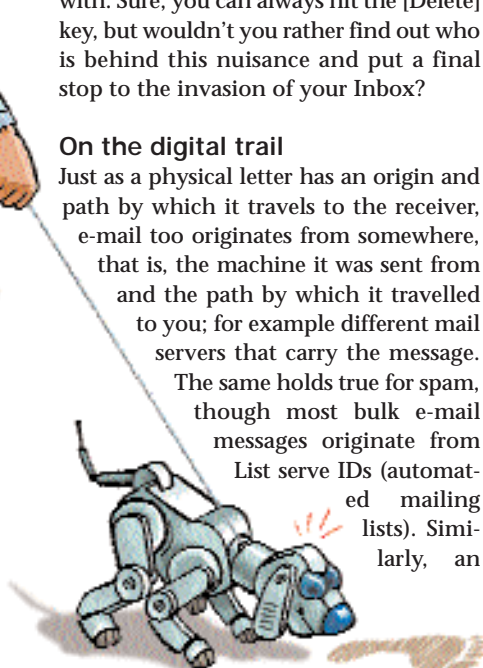 with. Sure, you can always hit the [Delete]
key, but wouldn't you rather find out who
is behind this nuisance and put a final
stop to the invasion of your Inbox?
On the digital trail
Just as a physical letter has an origin and
path by which it travels to the receiver,
e-mail too originates from somewhere,
that is, the machine it was sent from
and the path by which it travelled
to you; for example different mail
servers that carry the message.
The same holds true for spam,
though most bulk e-mail
messages originate from
List serve IDs (automat-
ed mailing
lists). Simi-
larly, an